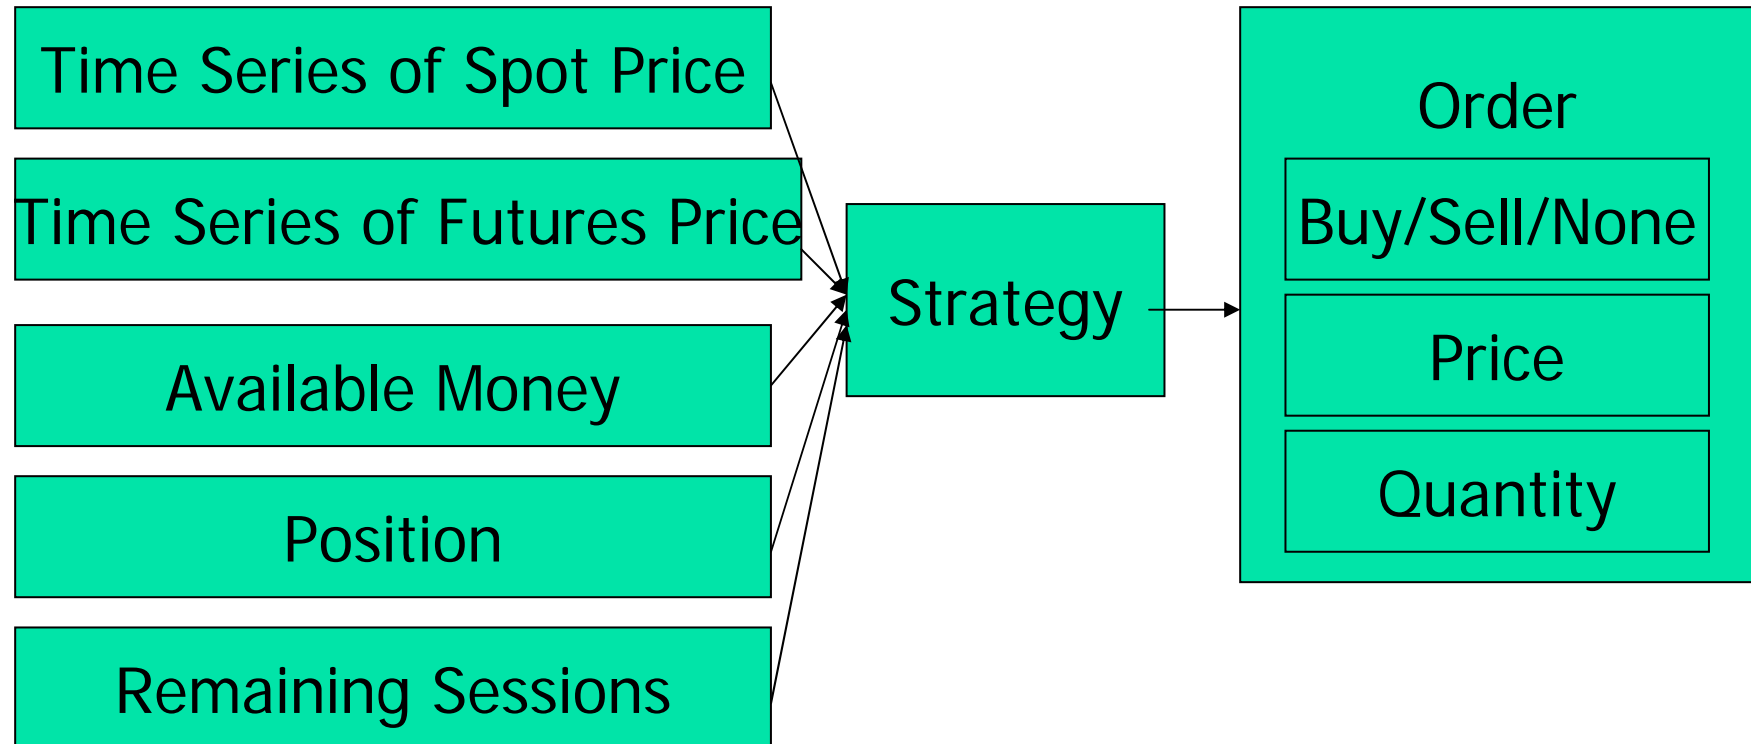 Time Series of Spot Price
Time Series of Futures Price
Available Money
Position
Remaining Sessions
Strategy
Order
Buy/Sell/None
Price
Quantity